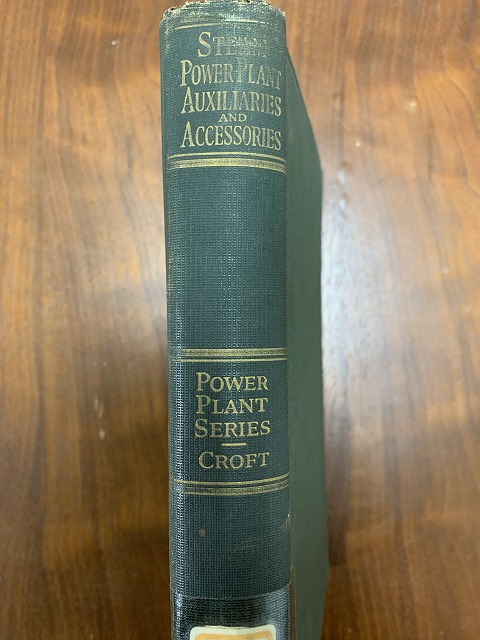 STEAM
POWER PLANT
AUXILIARIES
AND
ACCESSORIES
POWER
PLANT
SERIES
CROFT